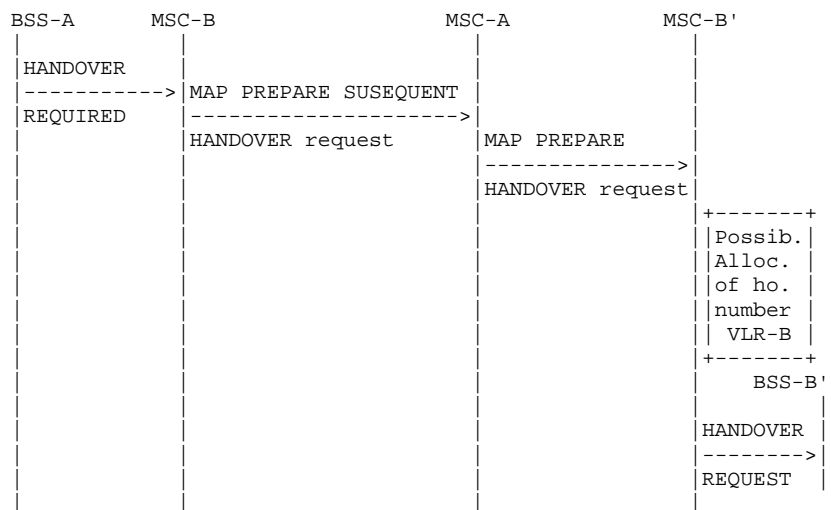 BSS-A MSC-B MSC-A MSC-B'
HANDOVER
MAP PREPARE SUSEQUENT
REQUIRED
HANDOVER request MAP PREPARE
HANDOVER request
Possib.
Alloc.
of ho.
number
VLR-B
BSS-B'
HANDOVER
REQUEST